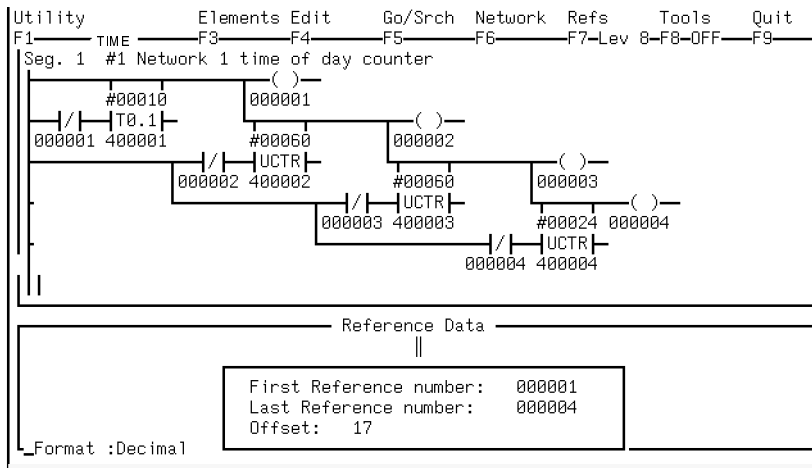 Utility Elements Edit Go/Srch Network Refs Tools Quit
F1 TIME F3 F4 F5 F6 F7-Lev 8-F8-OFF F9
Seg. 1 #1 Network 1 time of day counter
( )
#00010 000001
/ T0.1 ( )
000001 400001 #00060 000002
/ UCTR ( )
000002 400002 #00060 000003
/ UCTR ( )
000003 400003 #00024 000004
/ UCTR
000004 400004
Reference Data
First Reference number: 000001
Last Reference number: 000004
Offset: 17
_Format :Decimal